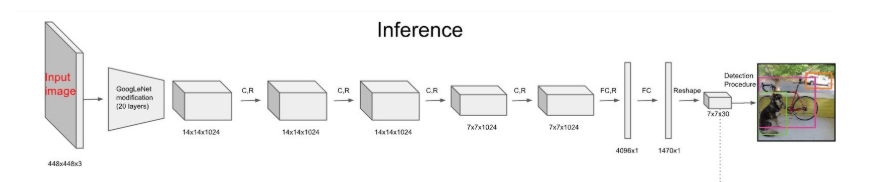 Inference
Input
image
448x448x3
GoogLeNet
modification
(20 layers)
14x14x1024
C,R
14x14x1024
C,R
14x14x1024
C,R
7x7x1024
C,R
7x7x1024
FC,R
4096x1
FC
1470x1
Reshape
7x7x30
Detection
Procedure